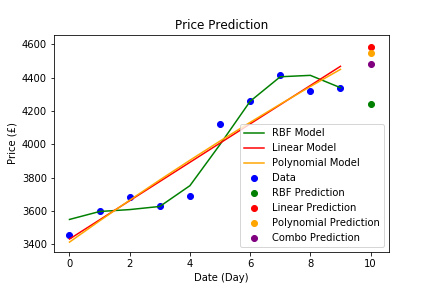 Price Prediction
4600
4400
4200
4000
3800
3600
3400
Price (£)
0
2
4
6
8
10
Date (Day)
RBF Model
Linear Model
Polynomial Model
Data
RBF Prediction
Linear Prediction
Polynomial Prediction
Combo Prediction